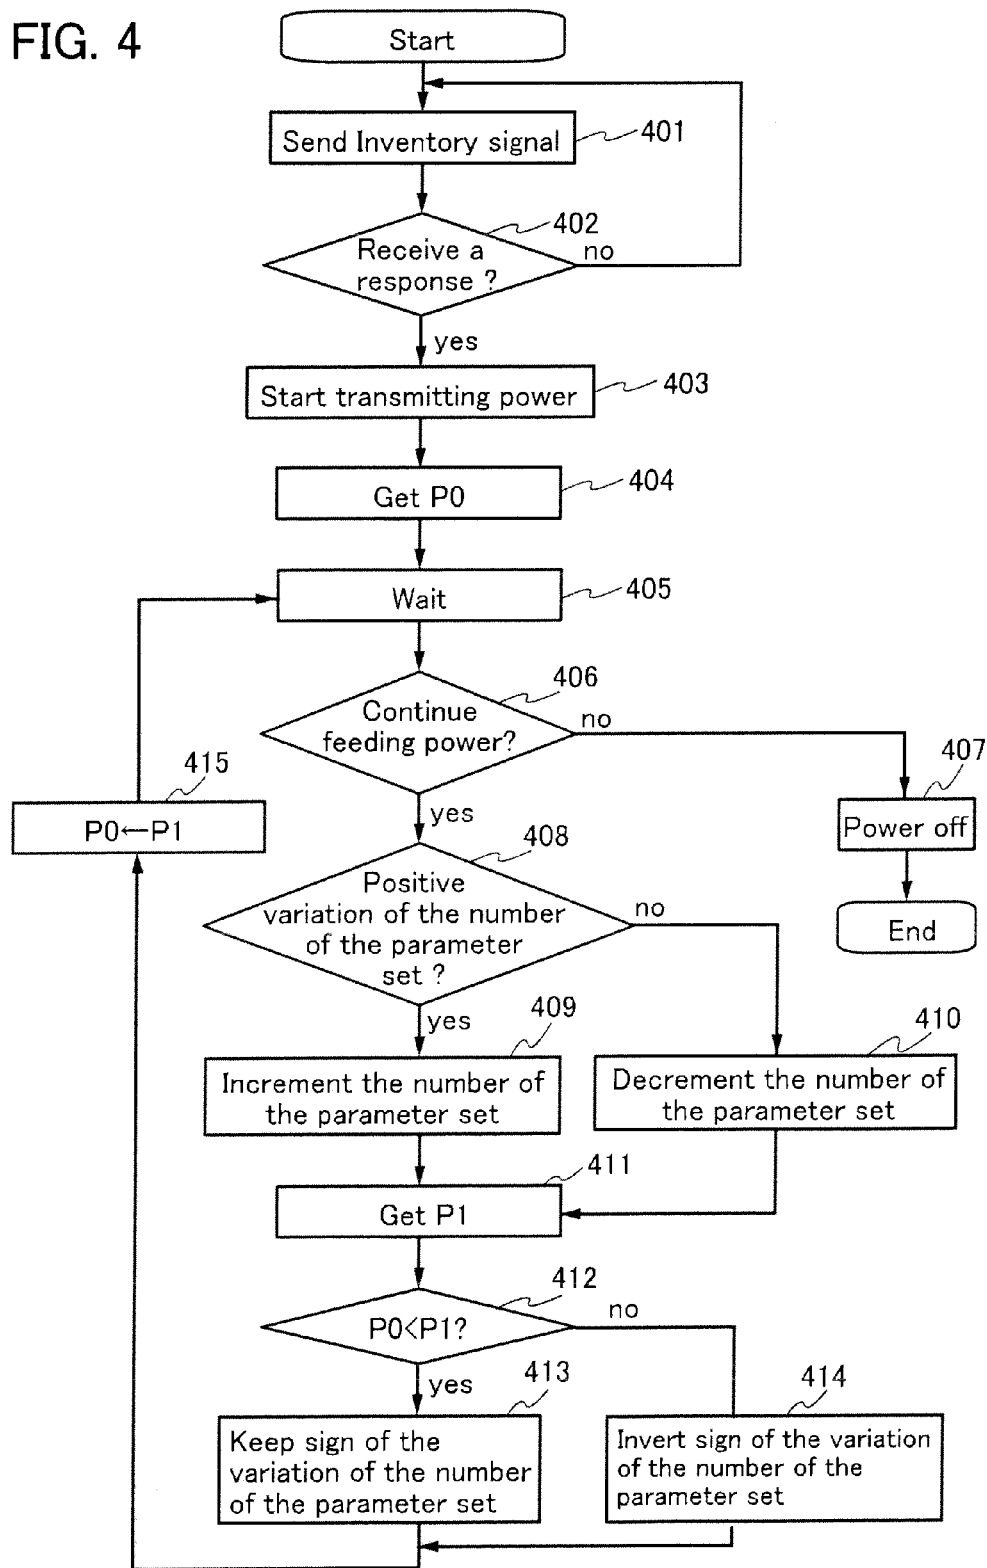 FIG. 4
Start
Send Inventory signal
401
402
Receive a
response ?
no
yes
Start transmitting power
403
Get P0
404
Wait
405
406
Continue
feeding power?
no
yes
407
Power off
End
415
P0←P1
408
Positive
variation of the number
of the parameter
set ?
no
yes
409
Increment the number of
the parameter set
410
Decrement the number of
the parameter set
411
Get P1
412
P0<P1?
no
yes
413
Keep sign of the
variation of the number
of the parameter set
414
Invert sign of the variation
of the number of the
parameter set